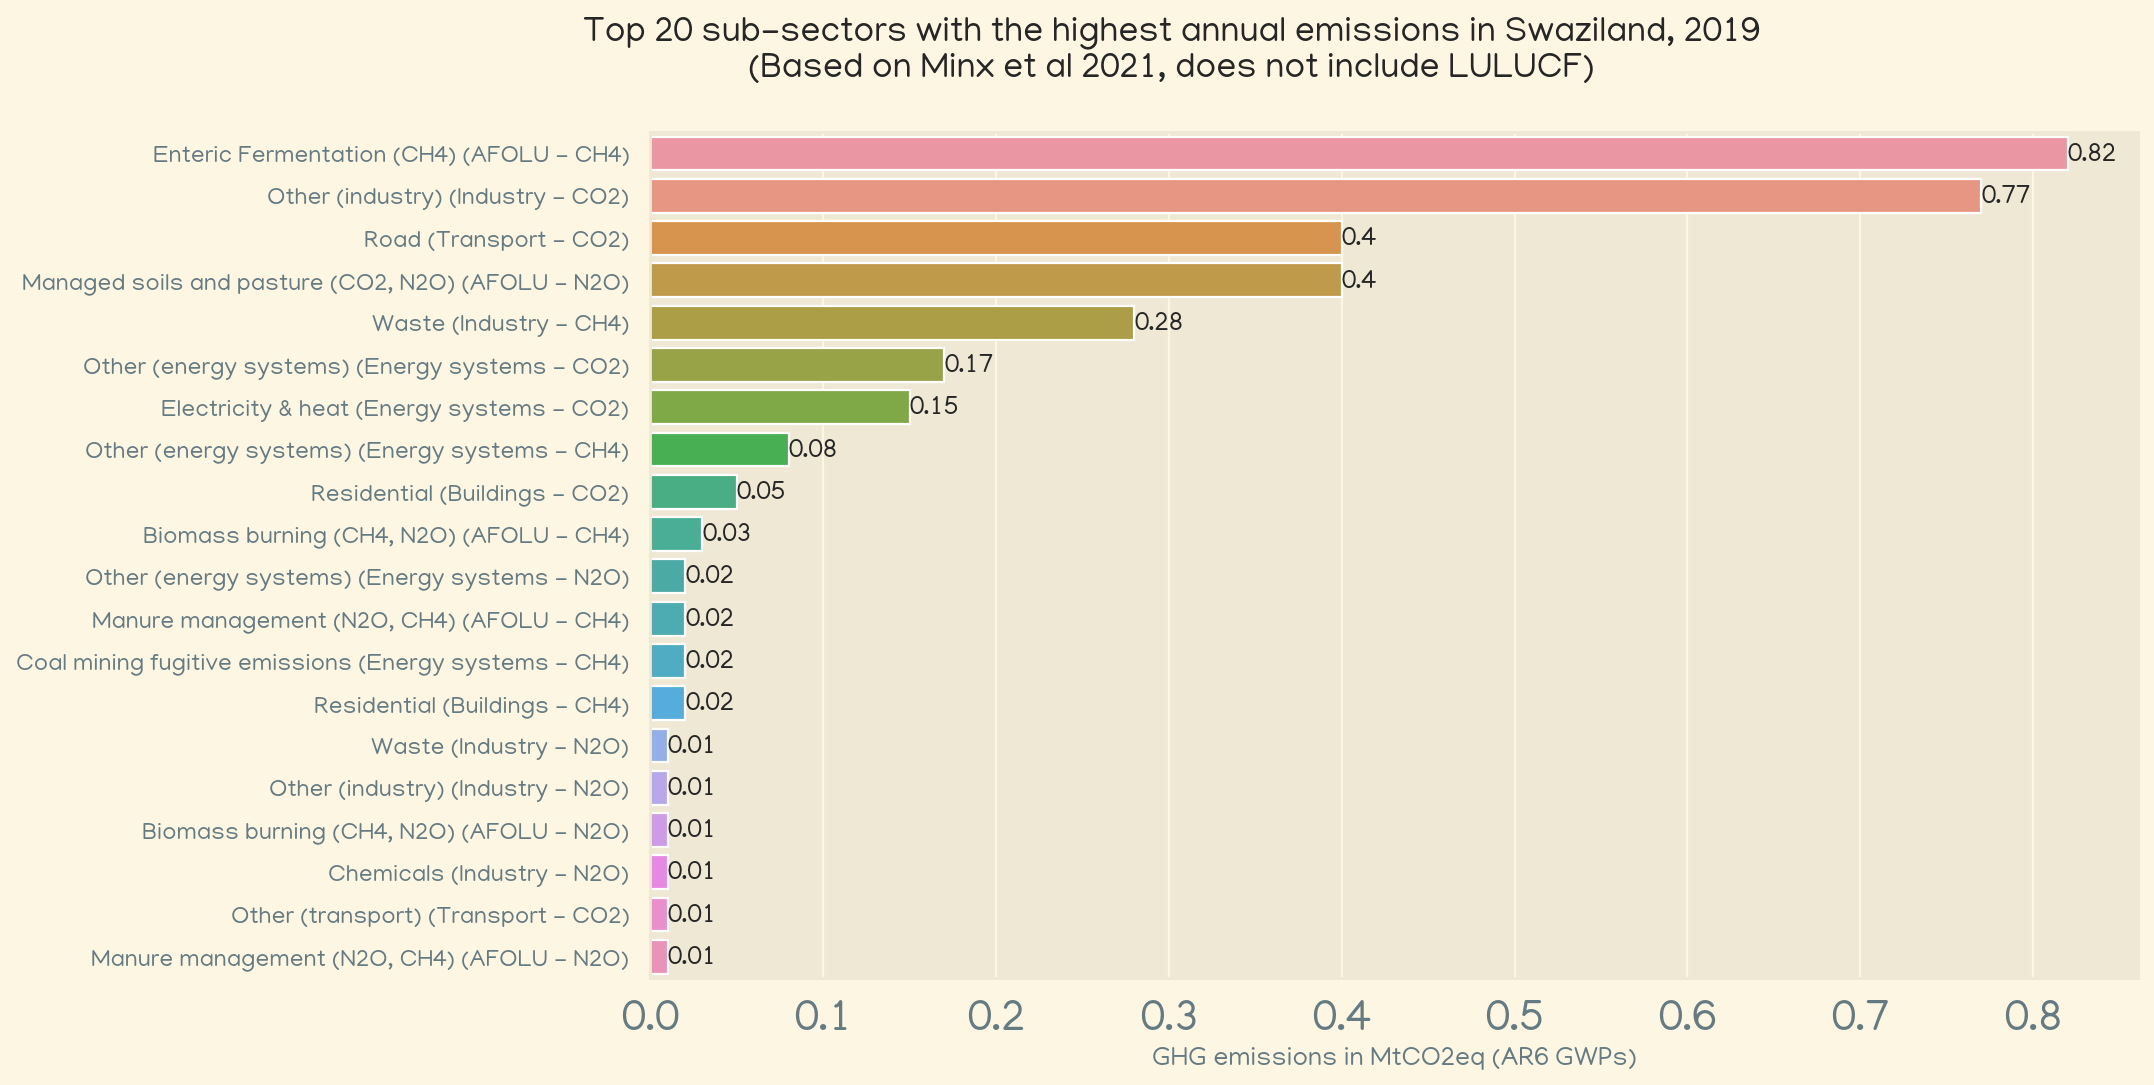 Top 20 sub-sectors with the highest annual emissions in Swaziland, 2019
(Based on Minx et al 2021, does not include LULUCF)
Enteric Fermentation (CH4) (AFOLU - CH4) 0.82
Other (industry) (Industry - CO2) 0.77
Road (Transport - CO2) 0.4
Managed soils and pasture (CO2, N2O) (AFOLU - N2O) 0.4
Waste (Industry - CH4) 0.28
Other (energy systems) (Energy systems - CO2) 0.17
Electricity & heat (Energy systems - CO2) 0.15
Other (energy systems) (Energy systems - CH4) 0.08
Residential (Buildings - CO2) 0.05
Biomass burning (CH4, N2O) (AFOLU - CH4) 0.03
Other (energy systems) (Energy systems - N2O) 0.02
Manure management (N2O, CH4) (AFOLU - CH4) 0.02
Coal mining fugitive emissions (Energy systems - CH4) 0.02
Residential (Buildings - CH4) 0.02
Waste (Industry - N2O) 0.01
Other (industry) (Industry - N2O) 0.01
Biomass burning (CH4, N2O) (AFOLU - N2O) 0.01
Chemicals (Industry - N2O) 0.01
Other (transport) (Transport - CO2) 0.01
Manure management (N2O, CH4) (AFOLU - N2O) 0.01
0.0 0.1 0.2 0.3 0.4 0.5 0.6 0.7 0.8
GHG emissions in MtCO2eq (AR6 GWPs)